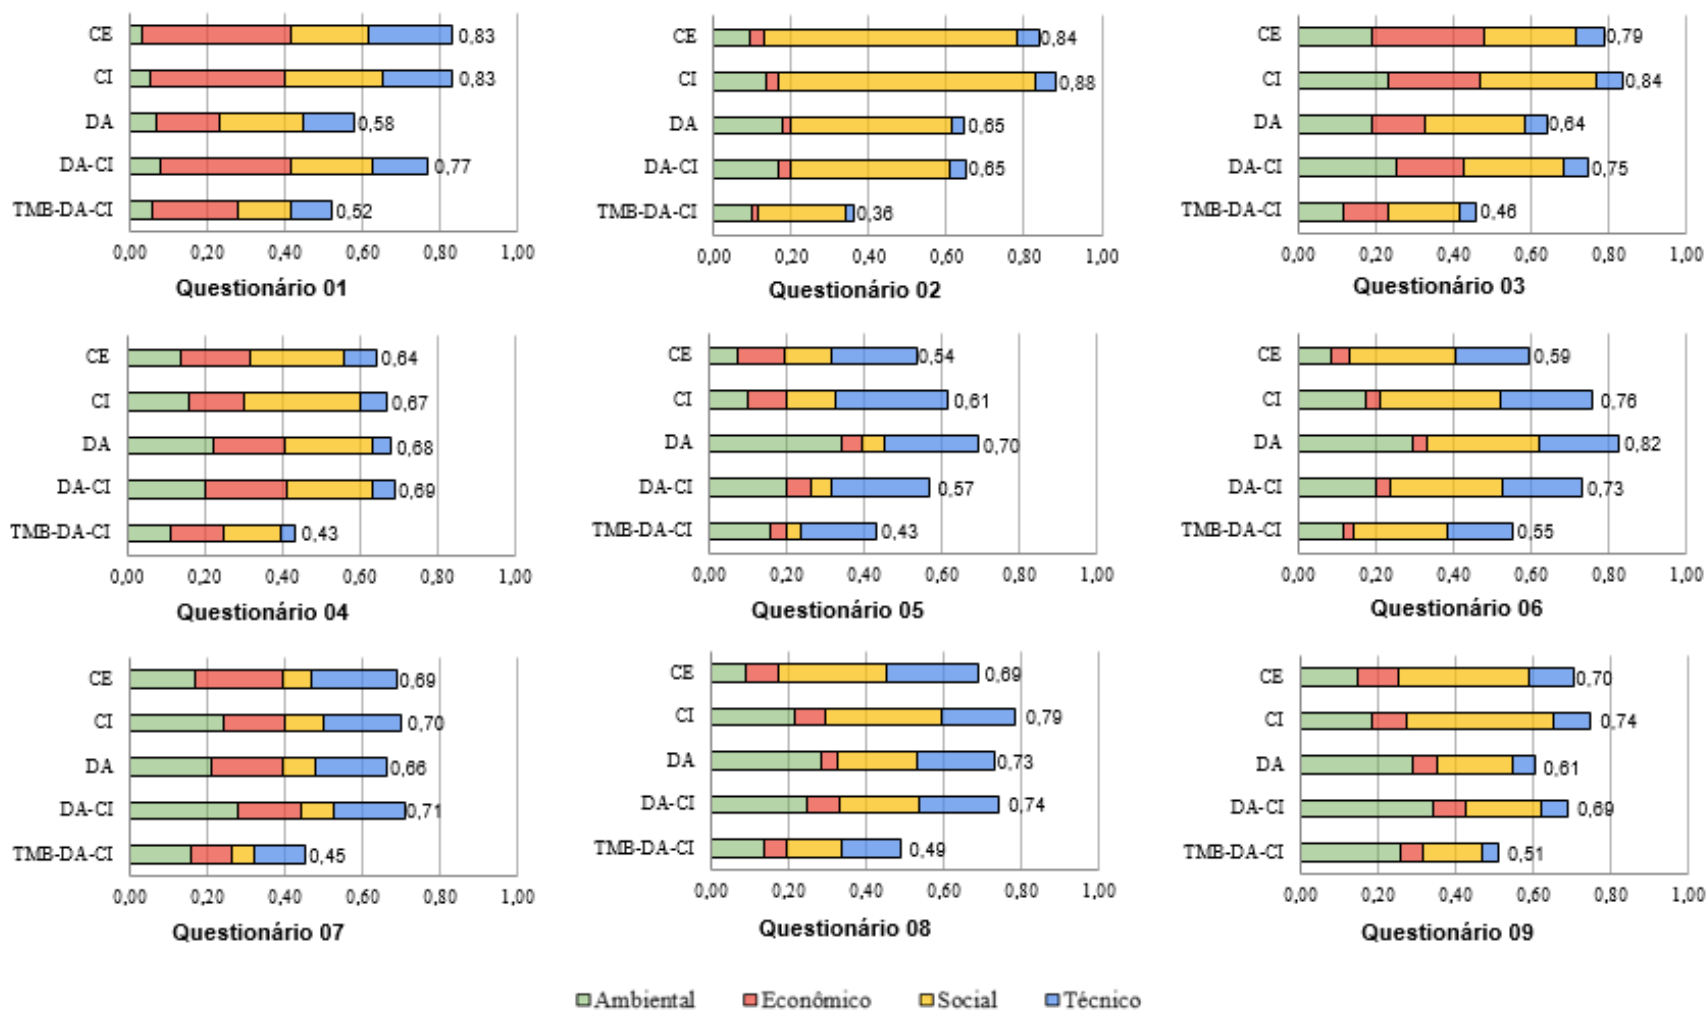 CE 0,83
CI 0,83
DA 0,58
DA-CI 0,77
TMB-DA-CI 0,52
0,00 0,20 0,40 0,60 0,80 1,00
Questionário 01
CE 0,84
CI 0,88
DA 0,65
DA-CI 0,65
TMB-DA-CI 0,36
0,00 0,20 0,40 0,60 0,80 1,00
Questionário 02
CE 0,79
CI 0,84
DA 0,64
DA-CI 0,75
TMB-DA-CI 0,46
0,00 0,20 0,40 0,60 0,80 1,00
Questionário 03
CE 0,64
CI 0,67
DA 0,68
DA-CI 0,69
TMB-DA-CI 0,43
0,00 0,20 0,40 0,60 0,80 1,00
Questionário 04
CE 0,54
CI 0,61
DA 0,70
DA-CI 0,57
TMB-DA-CI 0,43
0,00 0,20 0,40 0,60 0,80 1,00
Questionário 05
CE 0,59
CI 0,76
DA 0,82
DA-CI 0,73
TMB-DA-CI 0,55
0,00 0,20 0,40 0,60 0,80 1,00
Questionário 06
CE 0,69
CI 0,70
DA 0,66
DA-CI 0,71
TMB-DA-CI 0,45
0,00 0,20 0,40 0,60 0,80 1,00
Questionário 07
CE 0,69
CI 0,79
DA 0,73
DA-CI 0,74
TMB-DA-CI 0,49
0,00 0,20 0,40 0,60 0,80 1,00
Questionário 08
CE 0,70
CI 0,74
DA 0,61
DA-CI 0,69
TMB-DA-CI 0,51
0,00 0,20 0,40 0,60 0,80 1,00
Questionário 09
Ambiental Econômico Social Técnico